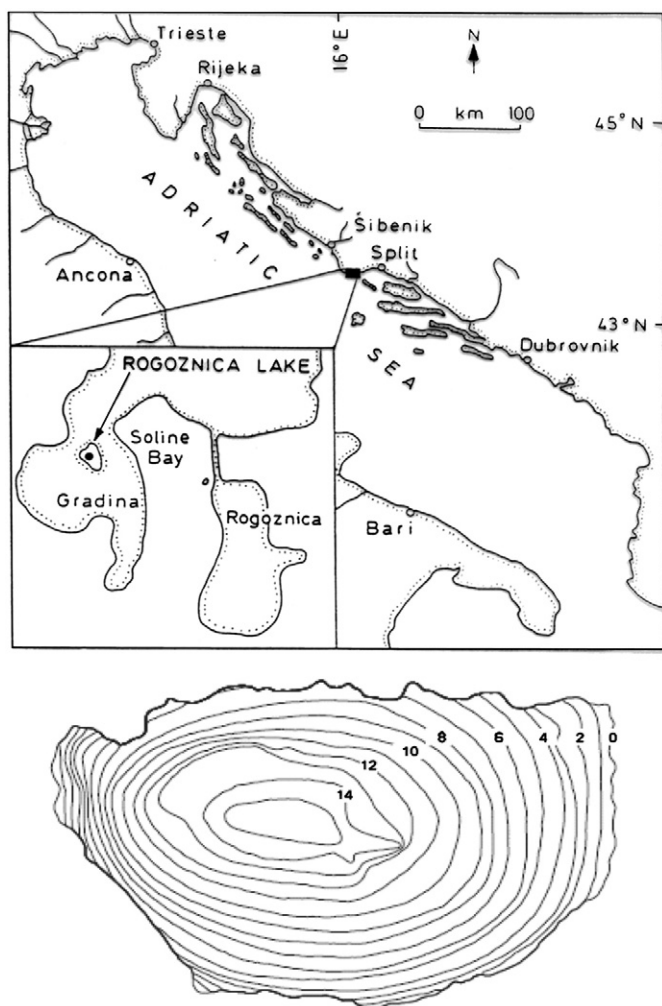 Trieste
16°E
N
Rijeka
0 km 100
45° N
ADRIATIC
Šibenik
Split
Ancona
43° N
Dubrovnik
SEA
ROGOZNICA LAKE
Soline
Bay
Gradina
Rogoznica
Bari
8 6 4 2 0
10
12
14